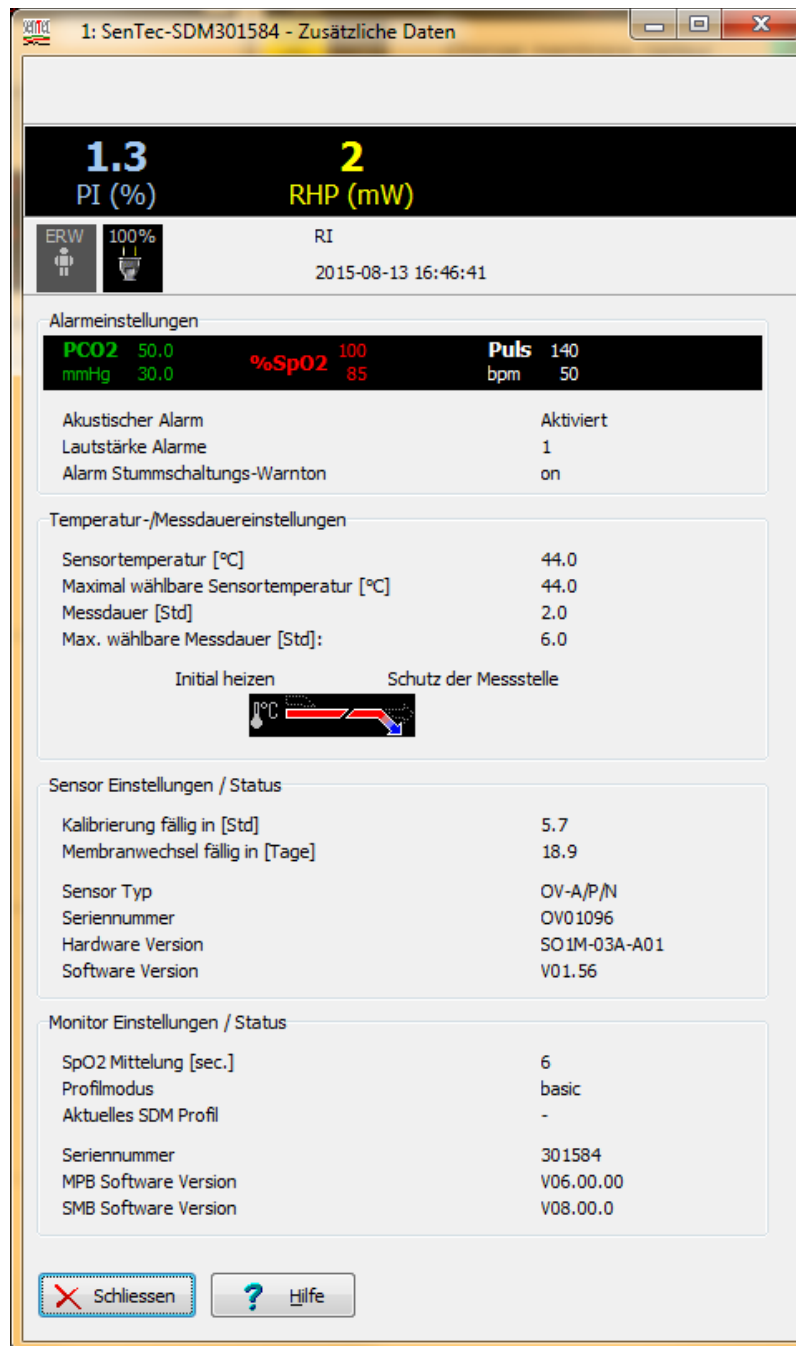 sentec
1: SenTec-SDM301584 - Zusätzliche Daten
1.3 2
PI (%) RHP (mW)
ERW 100% RI
2015-08-13 16:46:41
Alarmeinstellungen
PCO2 50.0 %SpO2 100 Puls 140
mmHg 30.0 85 bpm 50
Akustischer Alarm Aktiviert
Lautstärke Alarme 1
Alarm Stummschaltungs-Warnton on
Temperatur-/Messdauereinstellungen
Sensortemperatur [°C] 44.0
Maximal wählbare Sensortemperatur [°C] 44.0
Messdauer [Std] 2.0
Max. wählbare Messdauer [Std]: 6.0
Initial heizen Schutz der Messstelle
°C
Sensor Einstellungen / Status
Kalibrierung fällig in [Std] 5.7
Membranwechsel fällig in [Tage] 18.9
Sensor Typ OV-A/P/N
Seriennummer OV01096
Hardware Version SO1M-03A-A01
Software Version V01.56
Monitor Einstellungen / Status
SpO2 Mittelung [sec.] 6
Profilmodus basic
Aktuelles SDM Profil -
Seriennummer 301584
MPB Software Version V06.00.00
SMB Software Version V08.00.0
Schliessen ? Hilfe